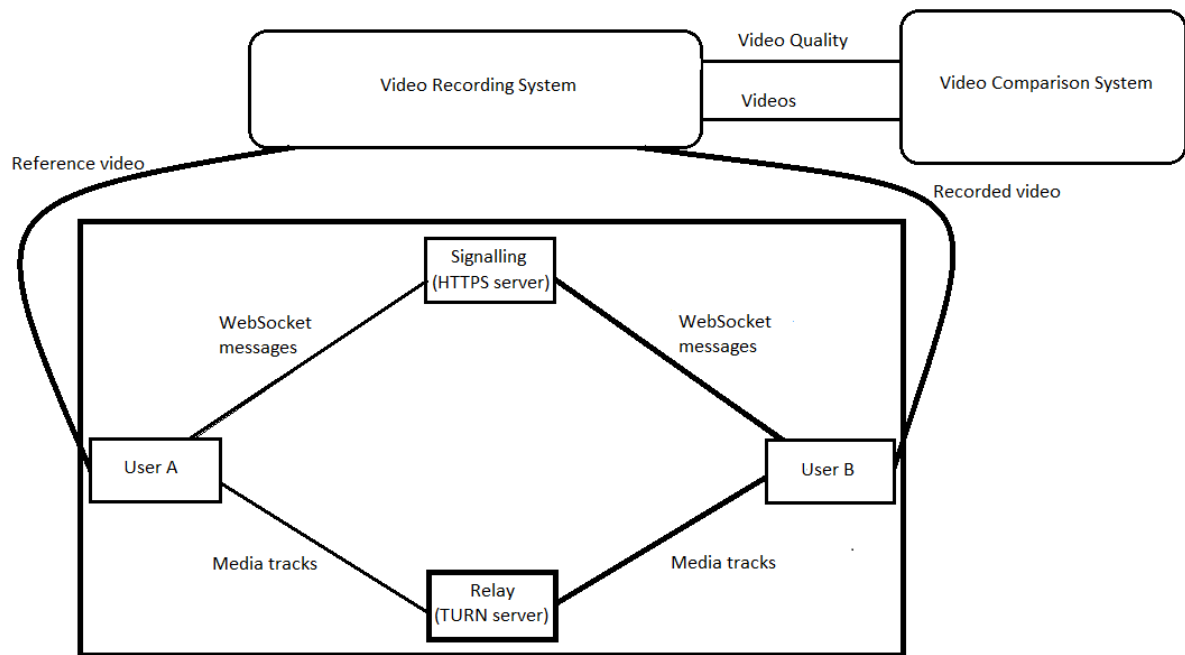 Video Quality
Video Recording System
Video Comparison System
Videos
Reference video
Recorded video
Signalling
(HTTPS server)
WebSocket
messages
WebSocket
messages
User A
User B
Media tracks
Media tracks
Relay
(TURN server)